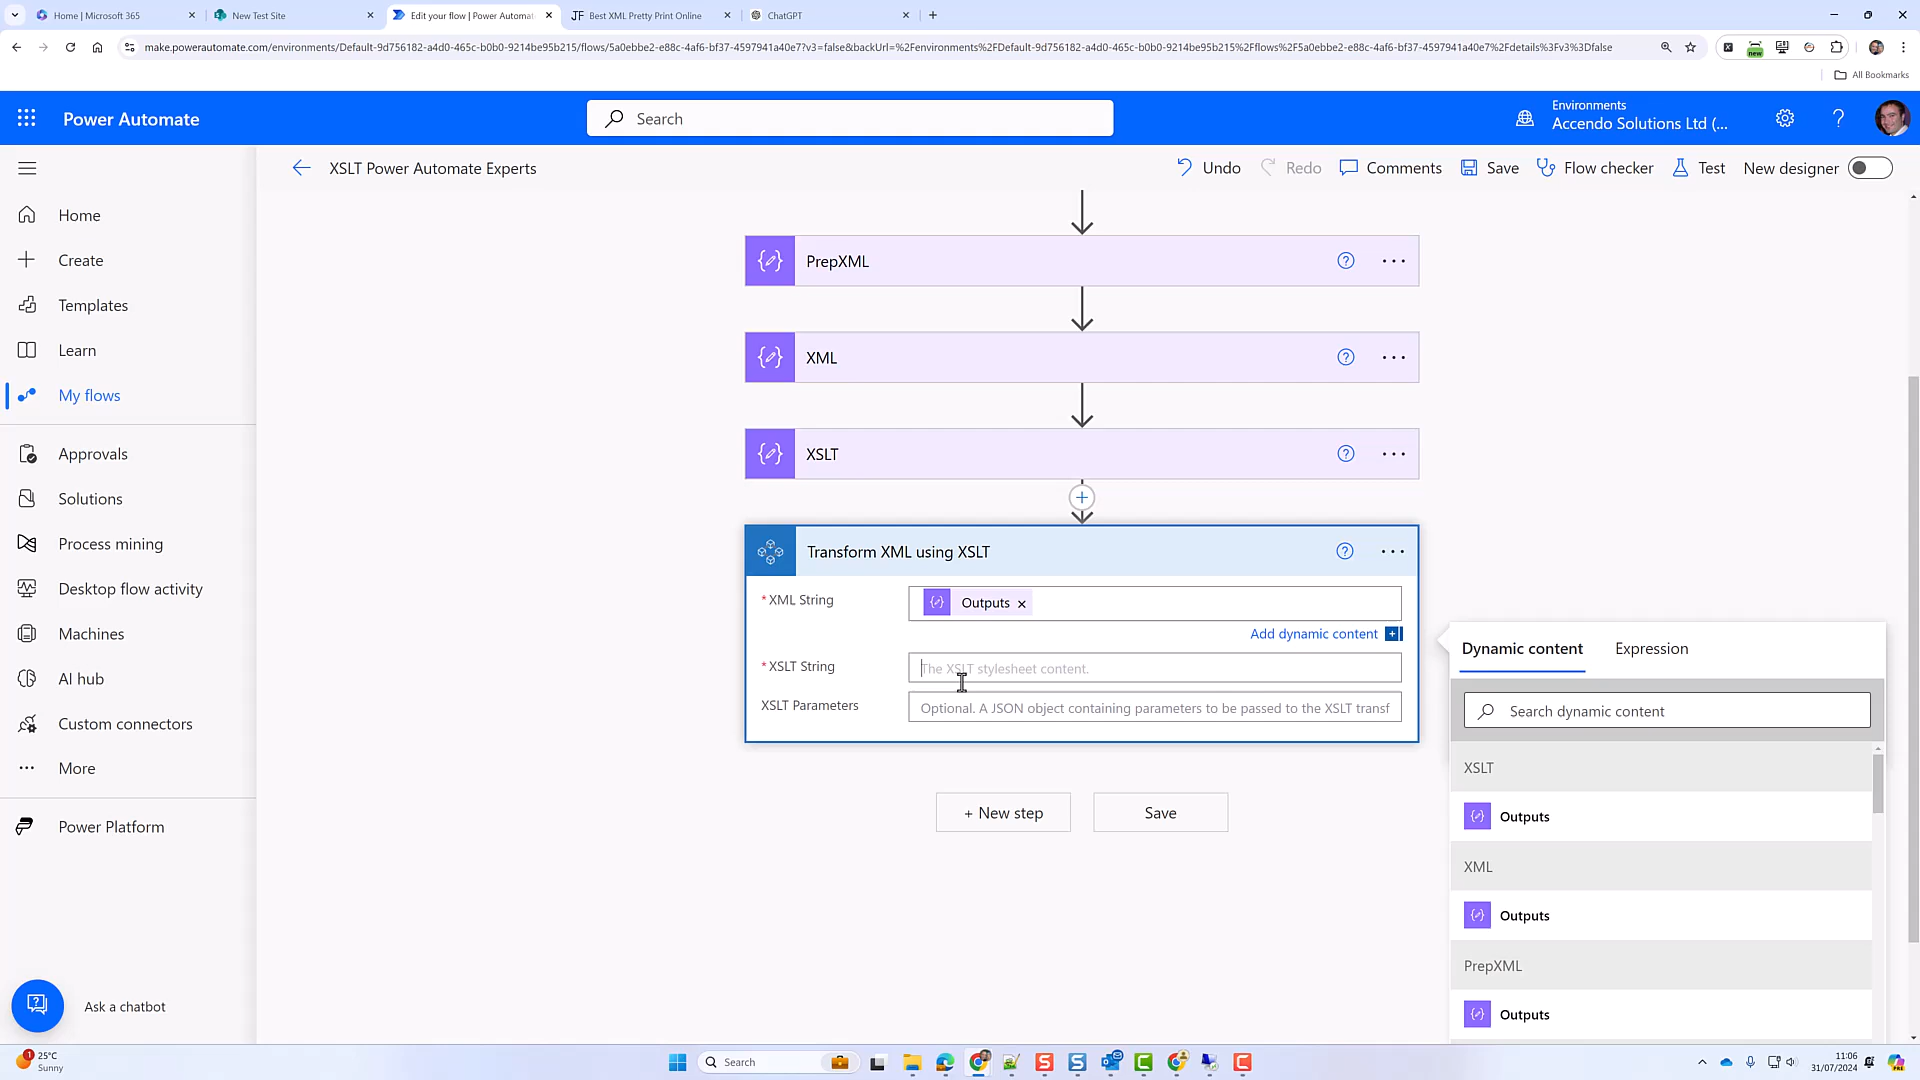 Home | Microsoft 365
New Test Site
Edit your flow | Power Automat
JF Best XML Pretty Print Online
ChatGPT
make.powerautomate.com/environments/Default-9d756182-a4d0-465c-b0b0-9214be95b215/flows/5a0ebbe2-e88c-4af6-bf37-4597941a40e7?v3=false&backUrl=%2Fenvironments%2FDefault-9d756182-a4d0-465c-b0b0-9214be95b215%2Fflows%2F5a0ebbe2-e88c-4af6-bf37-4597941a40e7%2Fdetails%3Fv3%3Dfalse
new
All Bookmarks
Power Automate
Search
Environments
Accendo Solutions Ltd (...
XSLT Power Automate Experts
Undo
Redo
Comments
Save
Flow checker
Test
New designer
Home
Create
Templates
Learn
My flows
Approvals
Solutions
Process mining
Desktop flow activity
Machines
AI hub
Custom connectors
More
Power Platform
Ask a chatbot
PrepXML
XML
XSLT
Transform XML using XSLT
* XML String
Outputs
Add dynamic content
* XSLT String
The XSLT stylesheet content.
XSLT Parameters
Optional. A JSON object containing parameters to be passed to the XSLT transf
+ New step
Save
Dynamic content
Expression
Search dynamic content
XSLT
Outputs
XML
Outputs
PrepXML
Outputs
1
25°C
Sunny
Search
11:06
31/07/2024